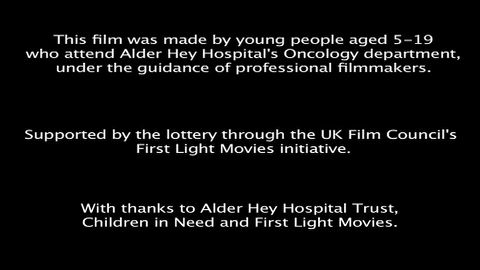 This film was made by young people aged 5-19
who attend Alder Hey Hospital's Oncology department,
under the guidance of professional filmmakers.
Supported by the lottery through the UK Film Council's
First Light Movies initiative.
With thanks to Alder Hey Hospital Trust,
Children in Need and First Light Movies.